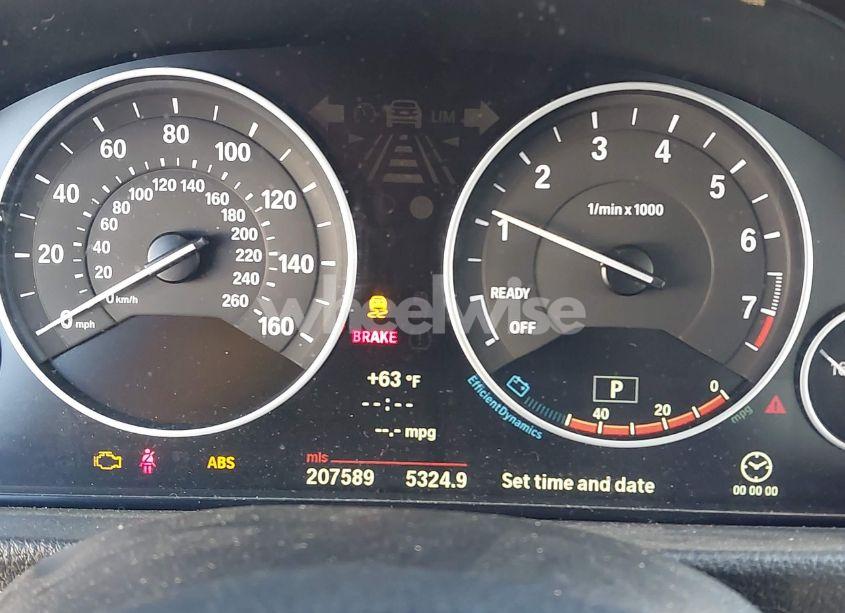 LIM
0 20 40 60 80 100 120 140 160
mph
0 20 40 60 80 100 120 140 160 180 200 220 240 260
km/h
1 2 3 4 5 6 7
1/min x 1000
READY
OFF
wheelwise
BRAKE
+63 °F
--:--
--.- mpg
P
EfficientDynamics
40 20 0
mpg
ABS
mls
207589 5324.9
Set time and date
00 00 00